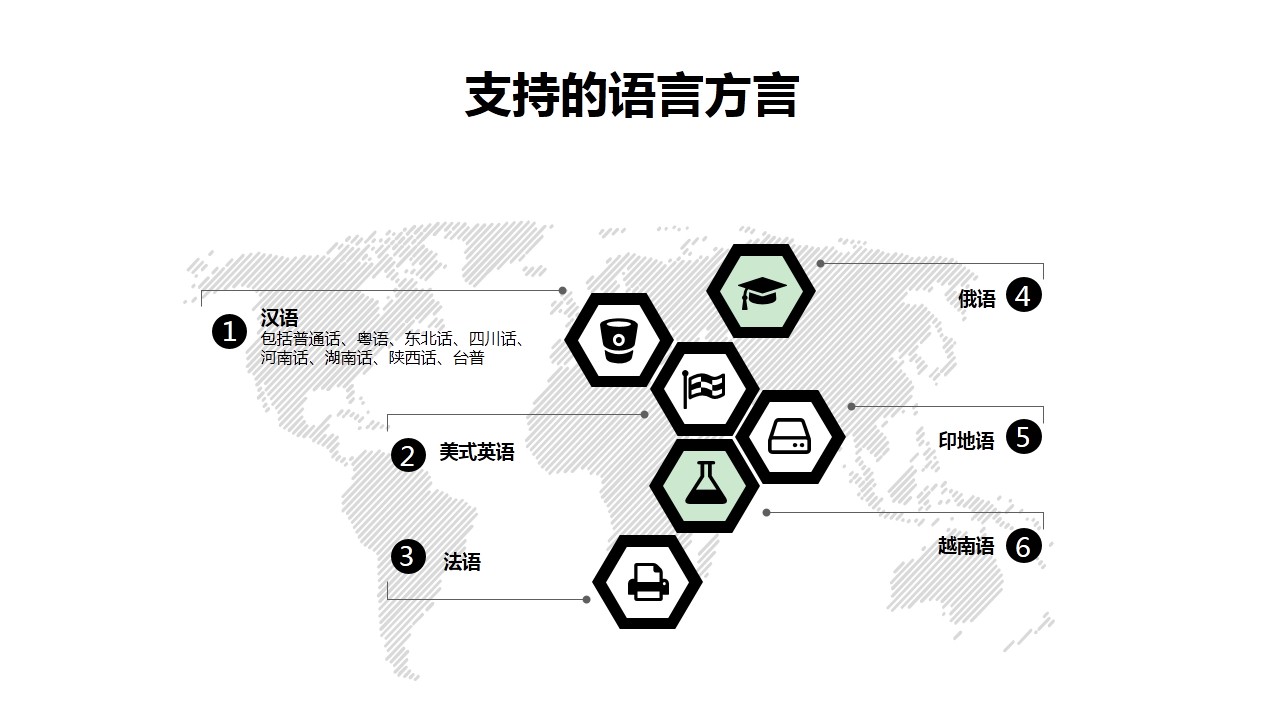 支持的语言方言
1 汉语
包括普通话、粤语、东北话、四川话、
河南话、湖南话、陕西话、台普
2 美式英语
3 法语
俄语 4
印地语 5
越南语 6